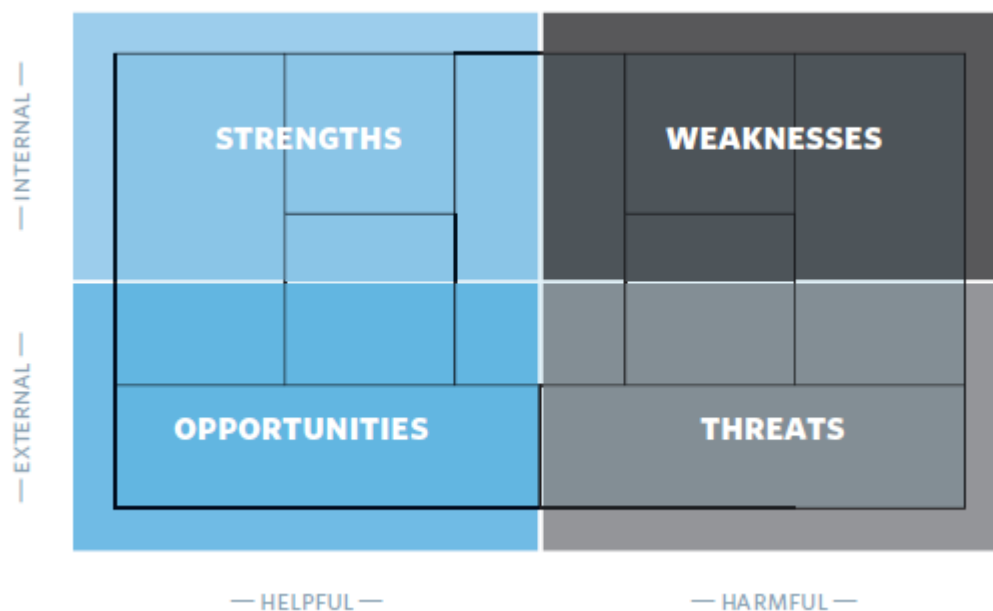 INTERNAL
STRENGTHS
WEAKNESSES
EXTERNAL
OPPORTUNITIES
THREATS
HELPFUL
HARMFUL